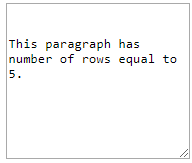 This paragraph has
number of rows equal to
5.